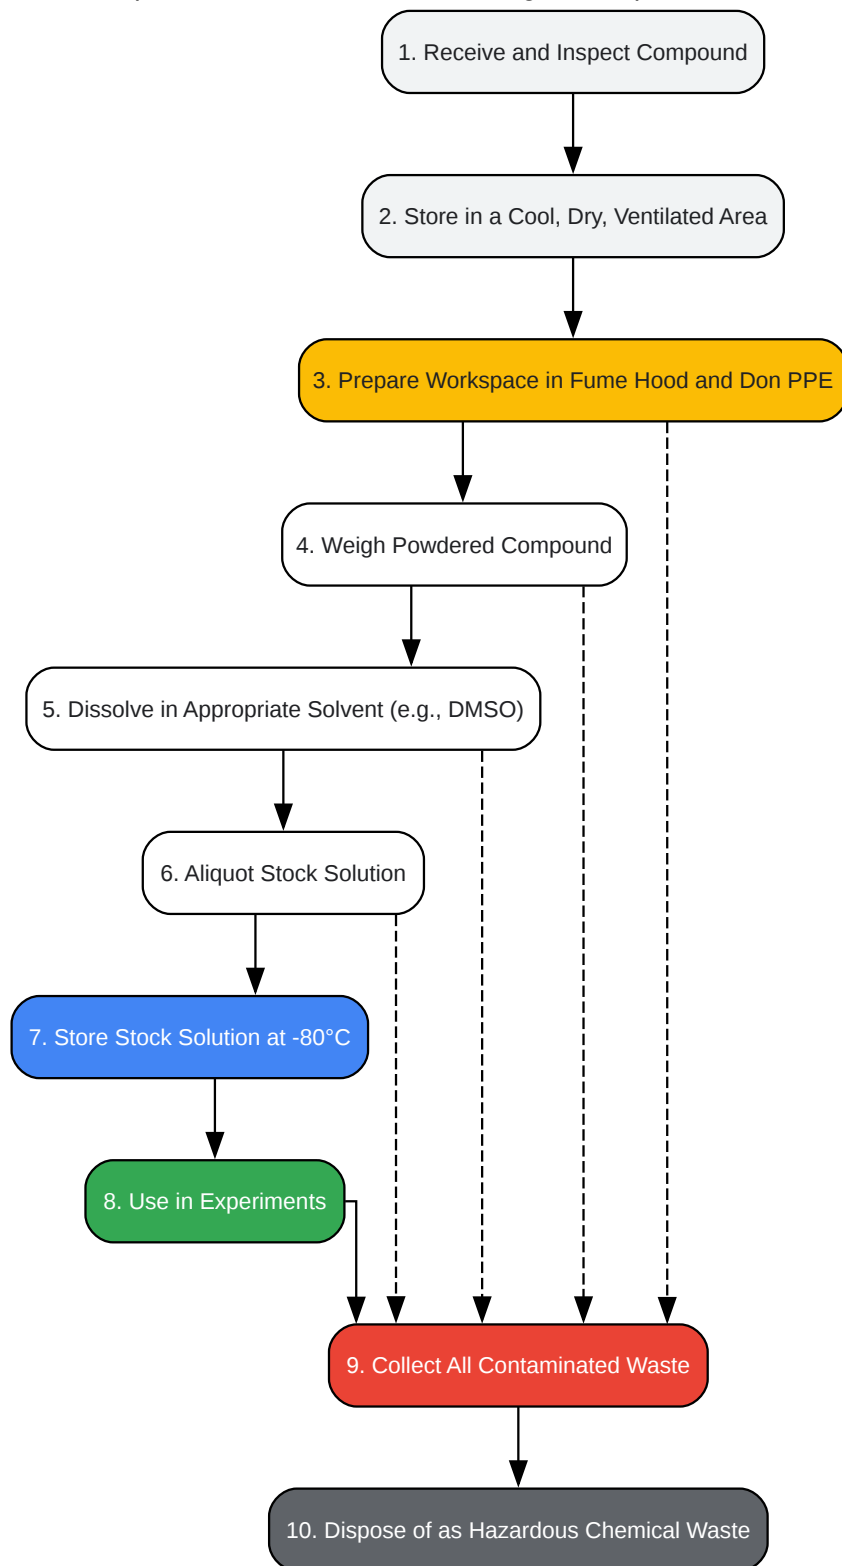 1. Receive and Inspect Compound
2. Store in a Cool, Dry, Ventilated Area
3. Prepare Workspace in Fume Hood and Don PPE
4. Weigh Powdered Compound
5. Dissolve in Appropriate Solvent (e.g., DMSO)
6. Aliquot Stock Solution
7. Store Stock Solution at -80°C
8. Use in Experiments
9. Collect All Contaminated Waste
10. Dispose of as Hazardous Chemical Waste